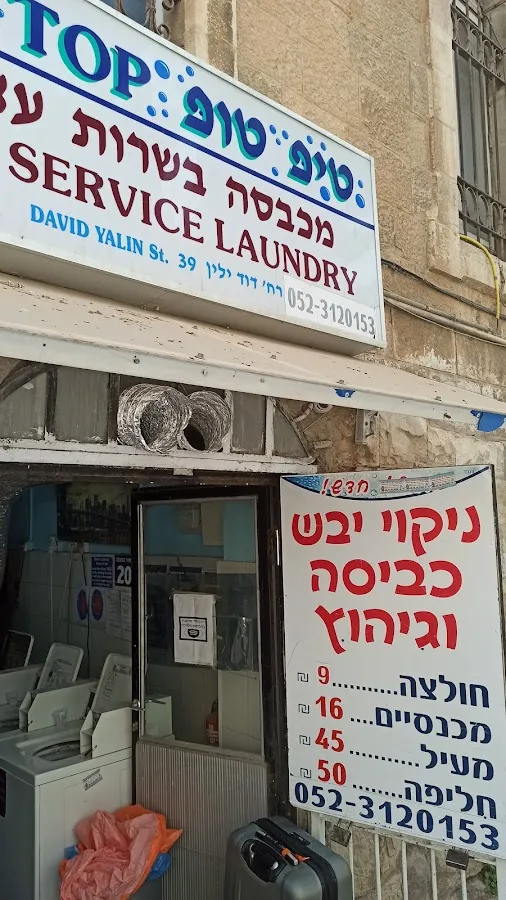 TOP טיפ טופ
מכבסה בשרות
SERVICE LAUNDRY
DAVID YALIN St. 39 רח' דוד ילין
052-3120153
חדש!
ניקוי יבש
כביסה
וגיהוץ
חולצה...........9 ₪
מכנסיים....16 ₪
מעיל..........45 ₪
חליפה........50 ₪
052-3120153
20